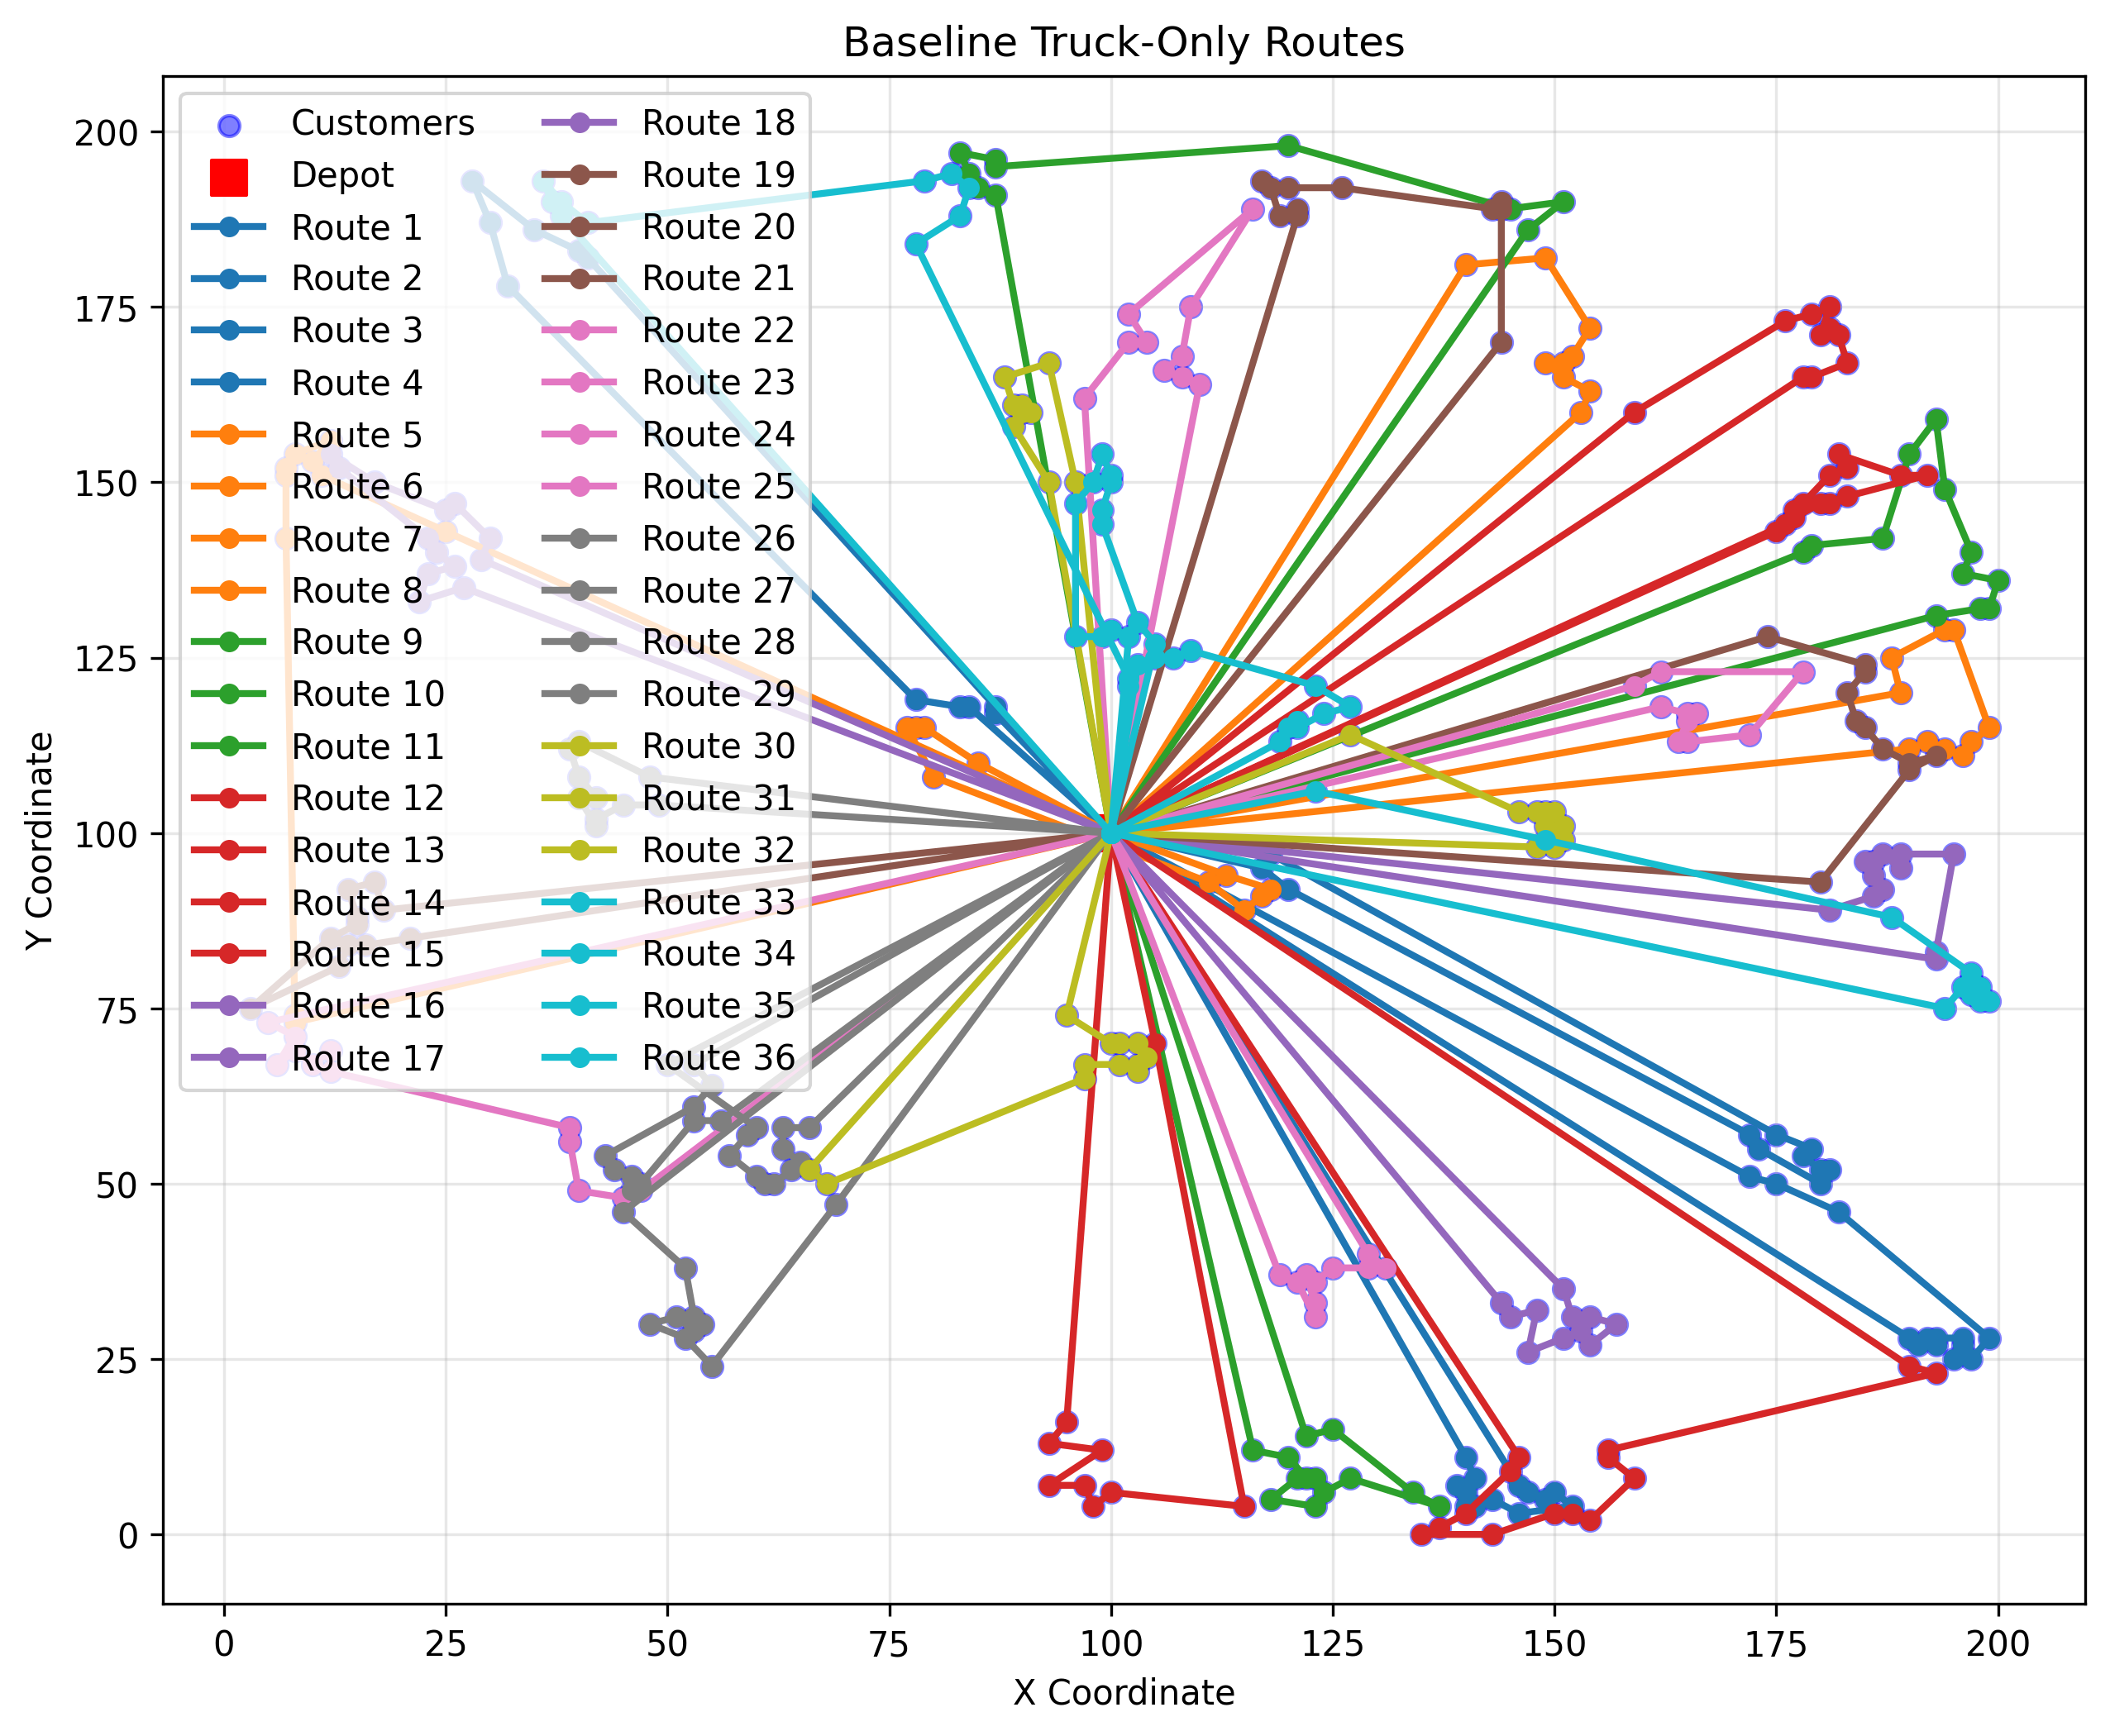 Baseline Truck-Only Routes
Y Coordinate
200
175
150
125
100
75
50
25
0
Customers
Depot
Route 1
Route 2
Route 3
Route 4
Route 5
Route 6
Route 7
Route 8
Route 9
Route 10
Route 11
Route 12
Route 13
Route 14
Route 15
Route 16
Route 17
Route 18
Route 19
Route 20
Route 21
Route 22
Route 23
Route 24
Route 25
Route 26
Route 27
Route 28
Route 29
Route 30
Route 31
Route 32
Route 33
Route 34
Route 35
Route 36
0 25 50 75 100 125 150 175 200
X Coordinate